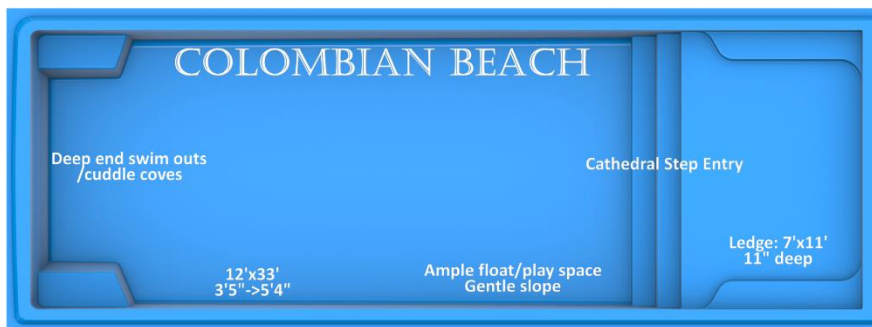 COLOMBIAN BEACH
Deep end swim outs
/cuddle coves
Cathedral Step Entry
12'x33'
3'5"->5'4"
Ample float/play space
Gentle slope
Ledge: 7'x11'
11" deep